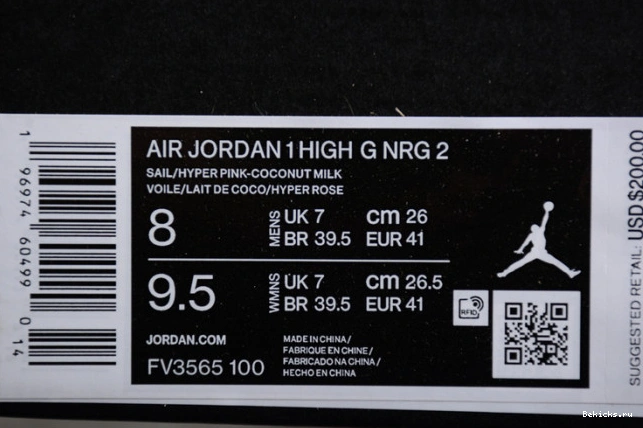 AIR JORDAN 1 HIGH G NRG 2
SAIL/HYPER PINK-COCONUT MILK
VOILE/LAIT DE COCO/HYPER ROSE
8 MENS UK 7 cm 26
BR 39.5 EUR 41
9.5 WMNS UK 7 cm 26.5
BR 39.5 EUR 41
RFID
JORDAN.COM
FV3565 100
MADE IN CHINA/
FABRIQUE EN CHINE/
FABRICADO NA CHINA/
HECHO EN CHINA
1 96974 60499 0 14
SUGGESTED RETAIL: USD $200.00
Bekicks.ru